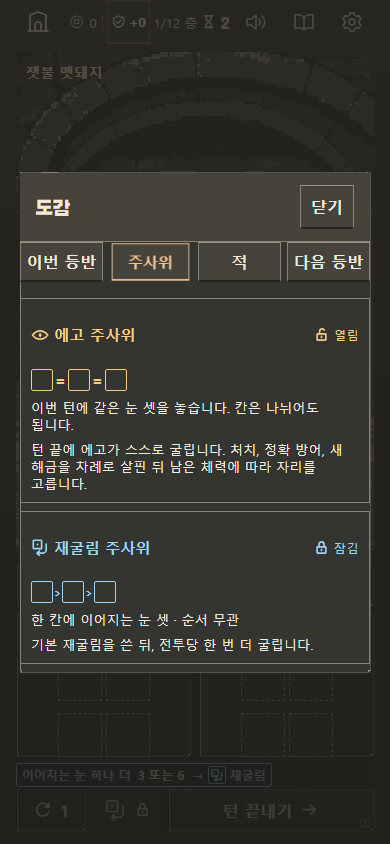 0 +0 1/12 층 2
잿불 멧돼지
도감 닫기
이번 등반 주사위 적 다음 등반
에고 주사위 열림
= =
이번 턴에 같은 눈 셋을 놓습니다. 칸은 나뉘어도
됩니다.
턴 끝에 에고가 스스로 굴립니다. 처치, 정확 방어, 새
해금을 차례로 살핀 뒤 남은 체력에 따라 자리를
고릅니다.
재굴림 주사위 잠김
› ›
한 칸에 이어지는 눈 셋 · 순서 무관
기본 재굴림을 쓴 뒤, 전투당 한 번 더 굴립니다.
이어지는 눈 하나 더 3 또는 6 → 재굴림
1 턴 끝내기 →